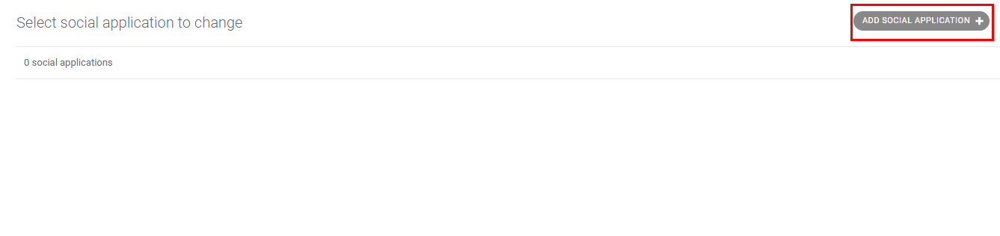 Select social application to change
ADD SOCIAL APPLICATION +
0 social applications